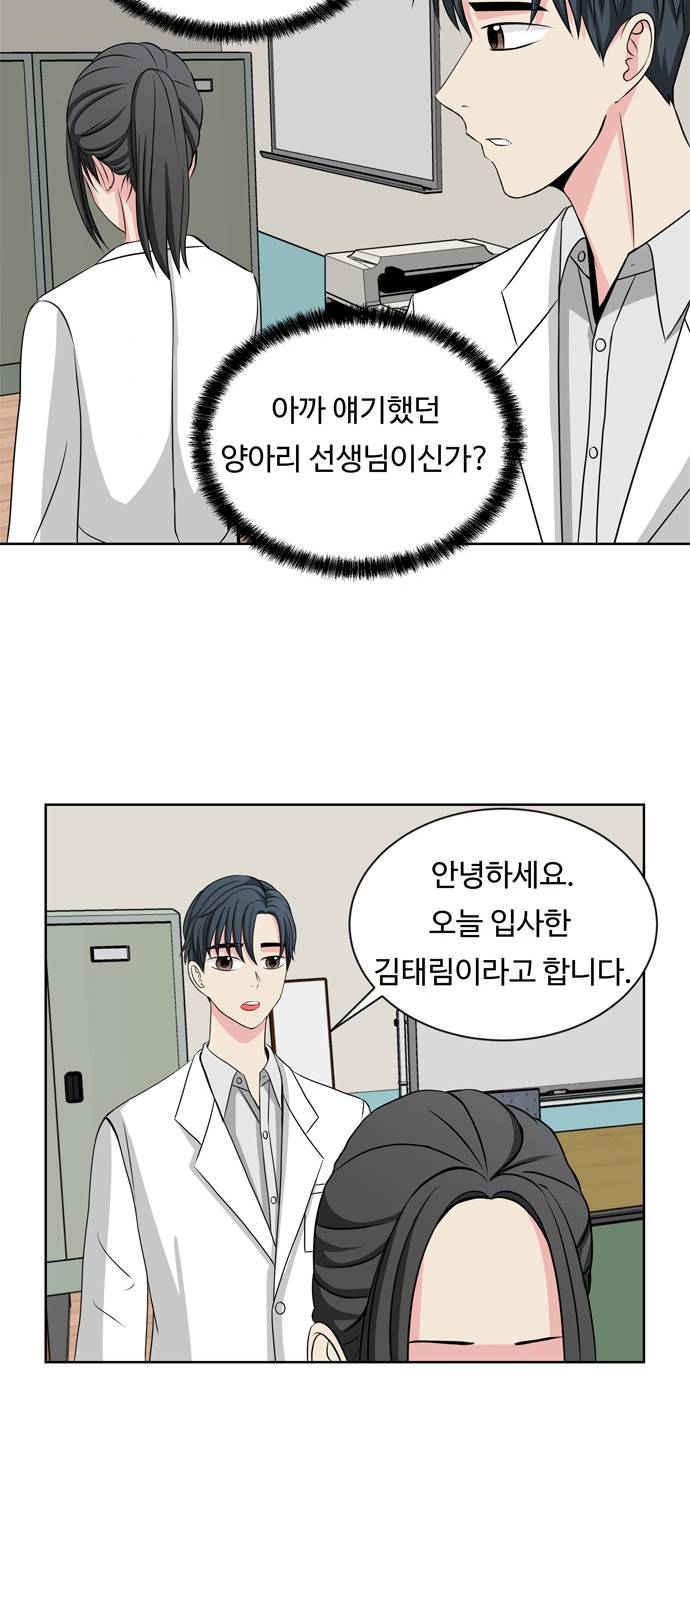 아까 얘기했던
양아리 선생님이신가?
안녕하세요.
오늘 입사한
김태림이라고 합니다.